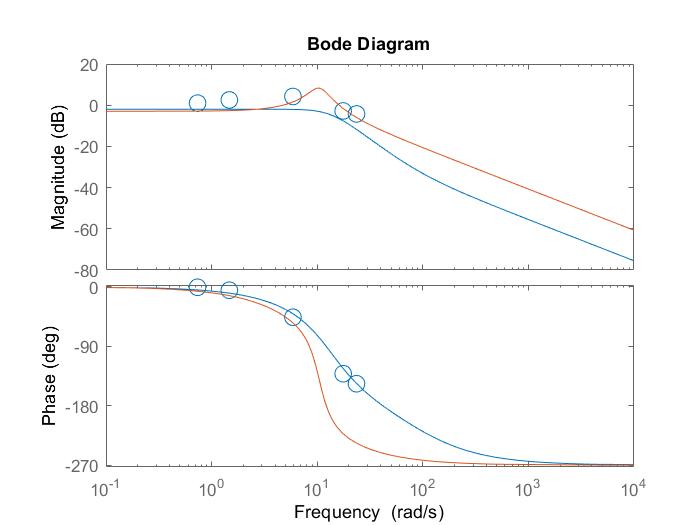 Bode Diagram
Magnitude (dB)
20
0
-20
-40
-60
-80
Phase (deg)
0
-90
-180
-270
10^-1 10^0 10^1 10^2 10^3 10^4
Frequency (rad/s)